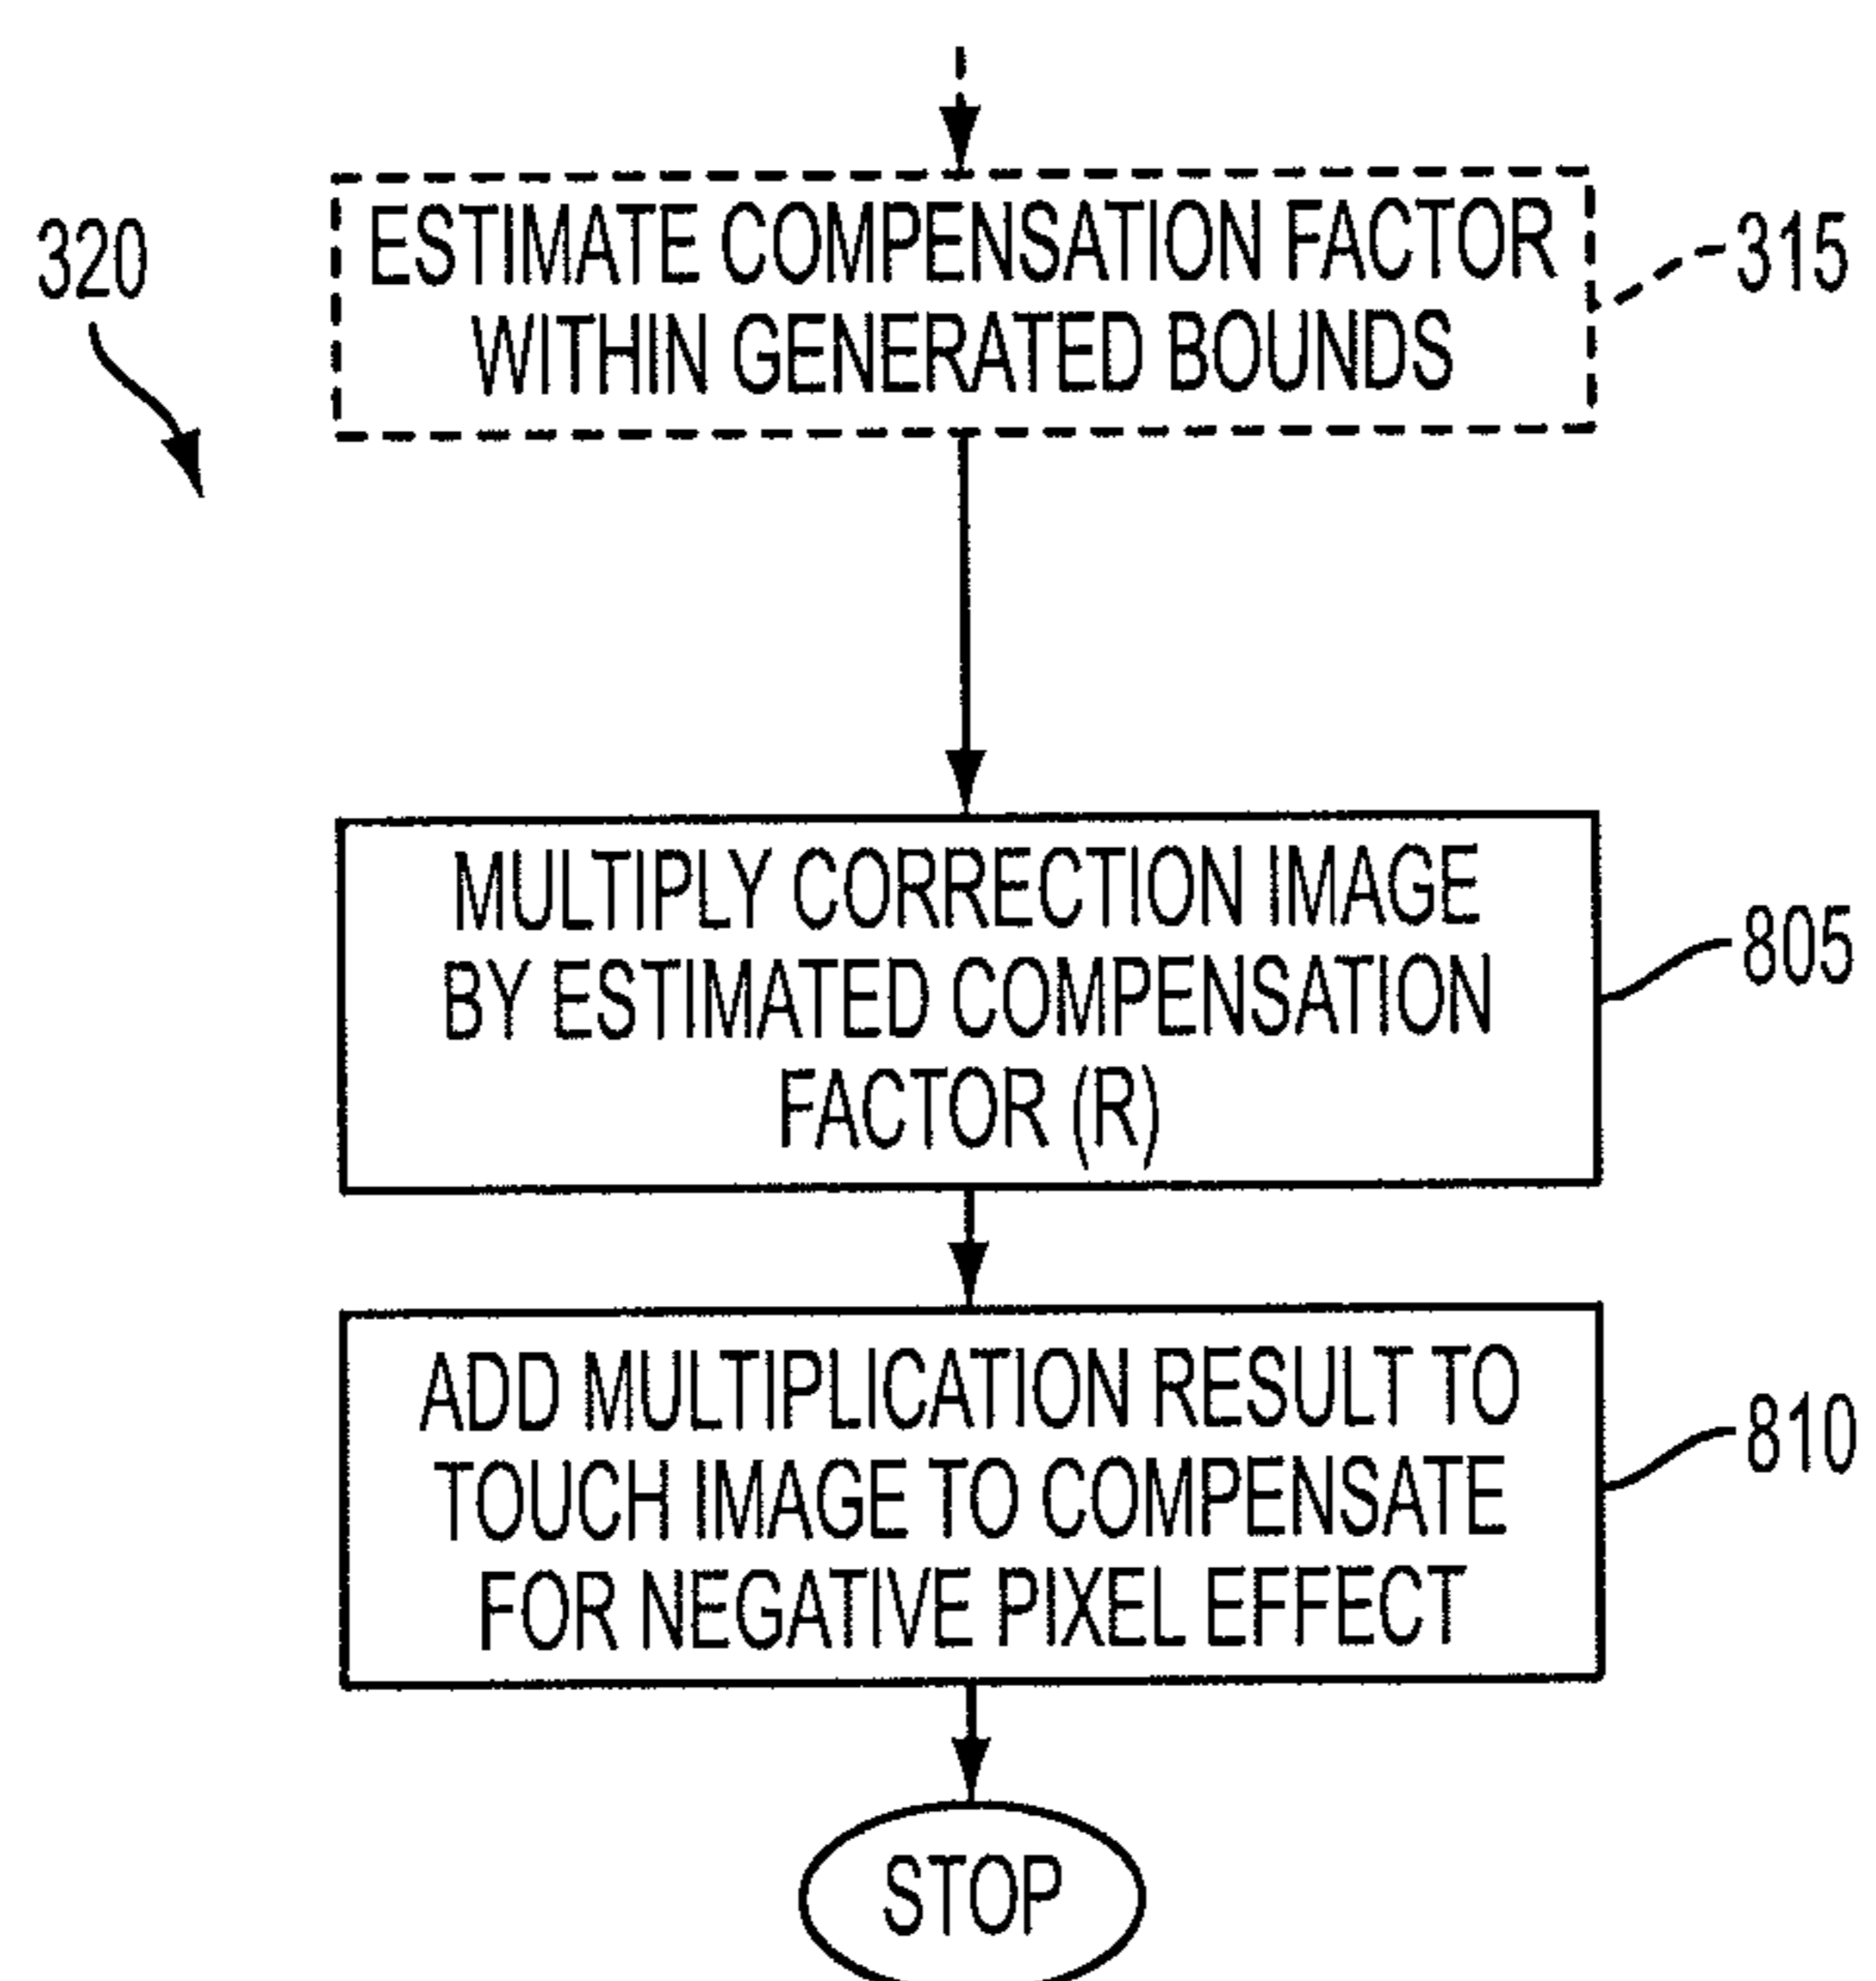 320
ESTIMATE COMPENSATION FACTOR
WITHIN GENERATED BOUNDS
315
MULTIPLY CORRECTION IMAGE
BY ESTIMATED COMPENSATION
FACTOR (R)
805
ADD MULTIPLICATION RESULT TO
TOUCH IMAGE TO COMPENSATE
FOR NEGATIVE PIXEL EFFECT
810
STOP